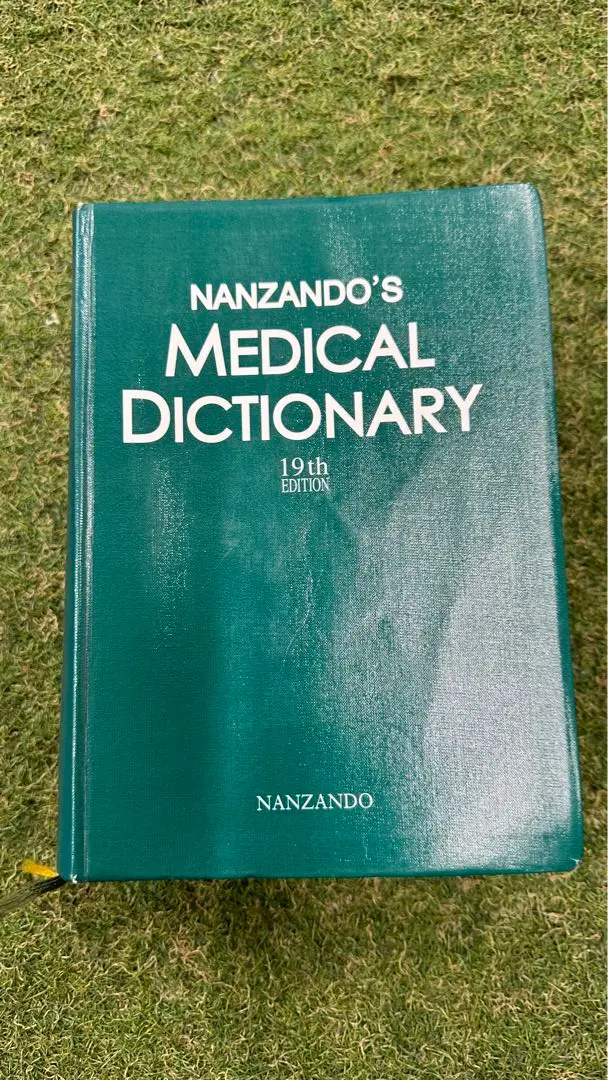 NANZANDO'S
MEDICAL
DICTIONARY
19th
EDITION
NANZANDO